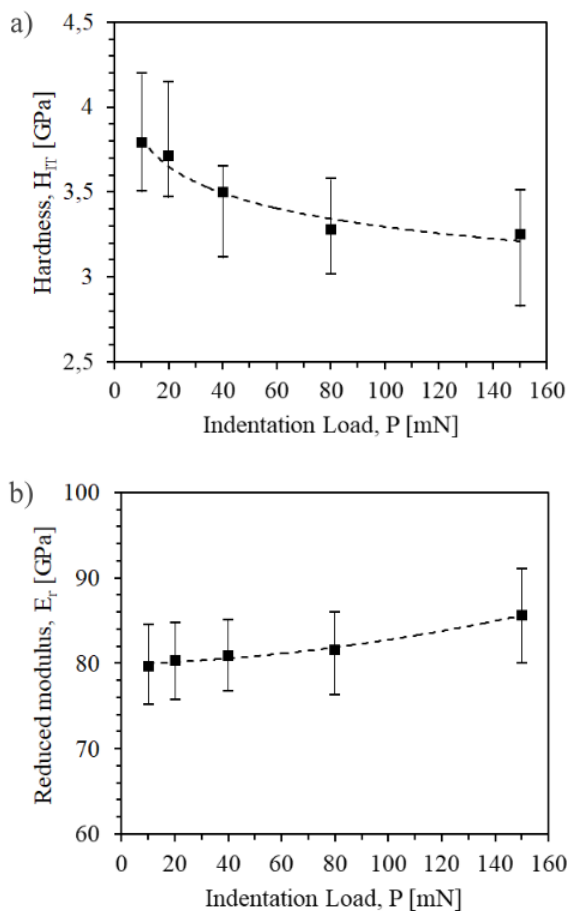 a)
4,5
4
3,5
3
2,5
Hardness, H_IT [GPa]
0 20 40 60 80 100 120 140 160
Indentation Load, P [mN]
b)
100
90
80
70
60
Reduced modulus, E_r [GPa]
0 20 40 60 80 100 120 140 160
Indentation Load, P [mN]